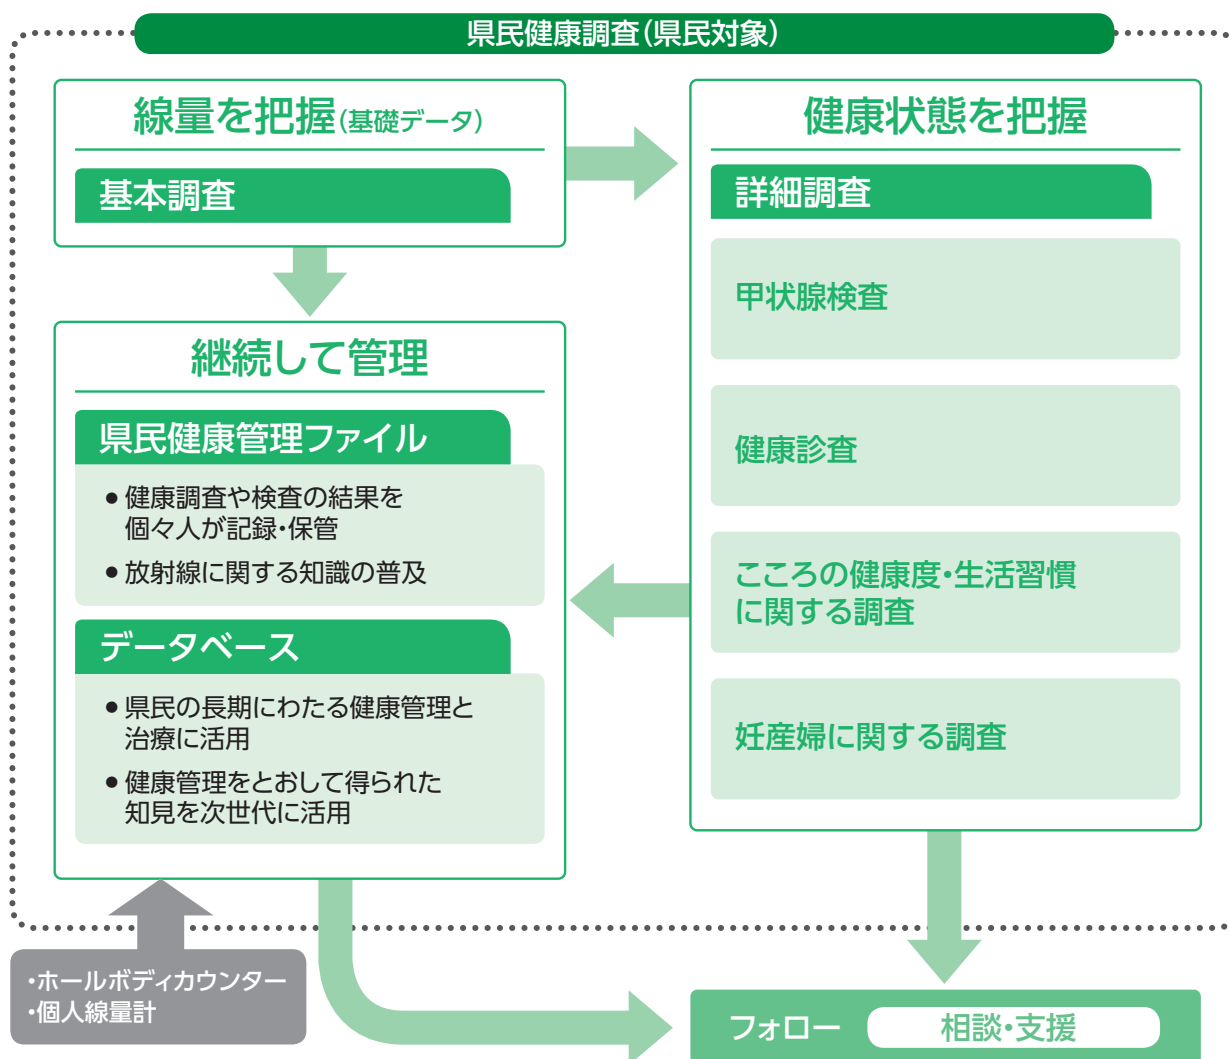 県民健康調査(県民対象)
線量を把握(基礎データ)
基本調査
健康状態を把握
詳細調査
甲状腺検査
健康診査
こころの健康度・生活習慣
に関する調査
妊産婦に関する調査
継続して管理
県民健康管理ファイル
● 健康調査や検査の結果を
個々人が記録・保管
● 放射線に関する知識の普及
データベース
● 県民の長期にわたる健康管理と
治療に活用
● 健康管理をとおして得られた
知見を次世代に活用
・ホールボディカウンター
・個人線量計
フォロー 相談・支援